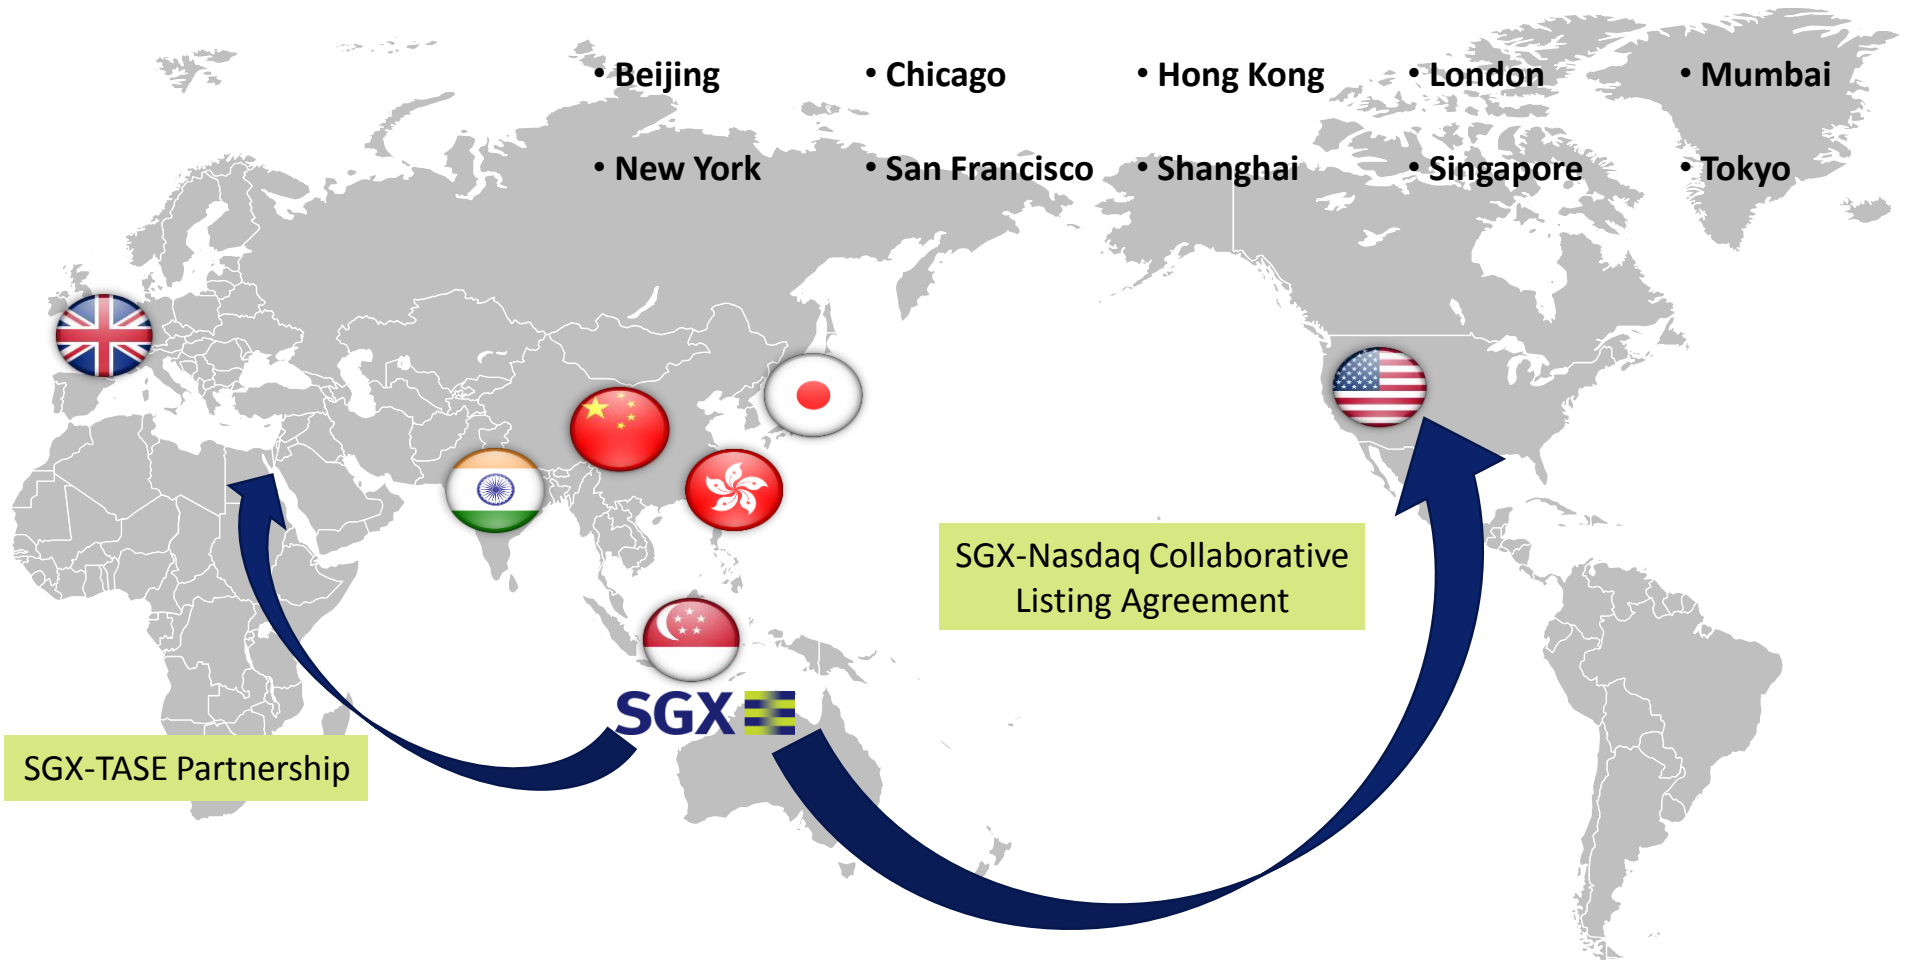 • Beijing • Chicago • Hong Kong • London • Mumbai
• New York • San Francisco • Shanghai • Singapore • Tokyo
SGX-Nasdaq Collaborative
Listing Agreement
SGX
SGX-TASE Partnership